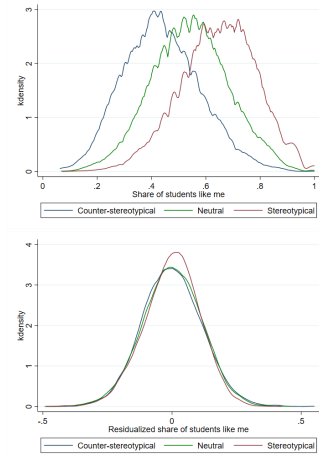 3
2
1
0
kdensity
0 .2 .4 .6 .8 1
Share of students like me
Counter-stereotypical Neutral Stereotypical
4
3
2
1
0
kdensity
-.5 0 .5
Residualized share of students like me
Counter-stereotypical Neutral Stereotypical